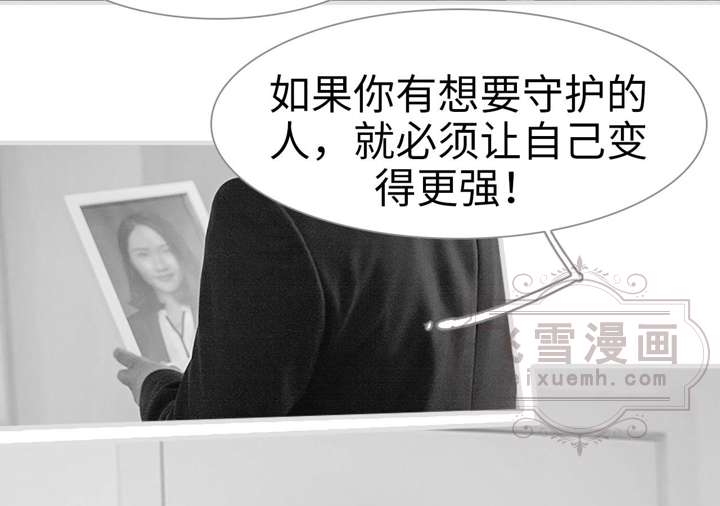 如果你有想要守护的
人，就必须让自己变
得更强！
飞雪漫画
feixuemh.com